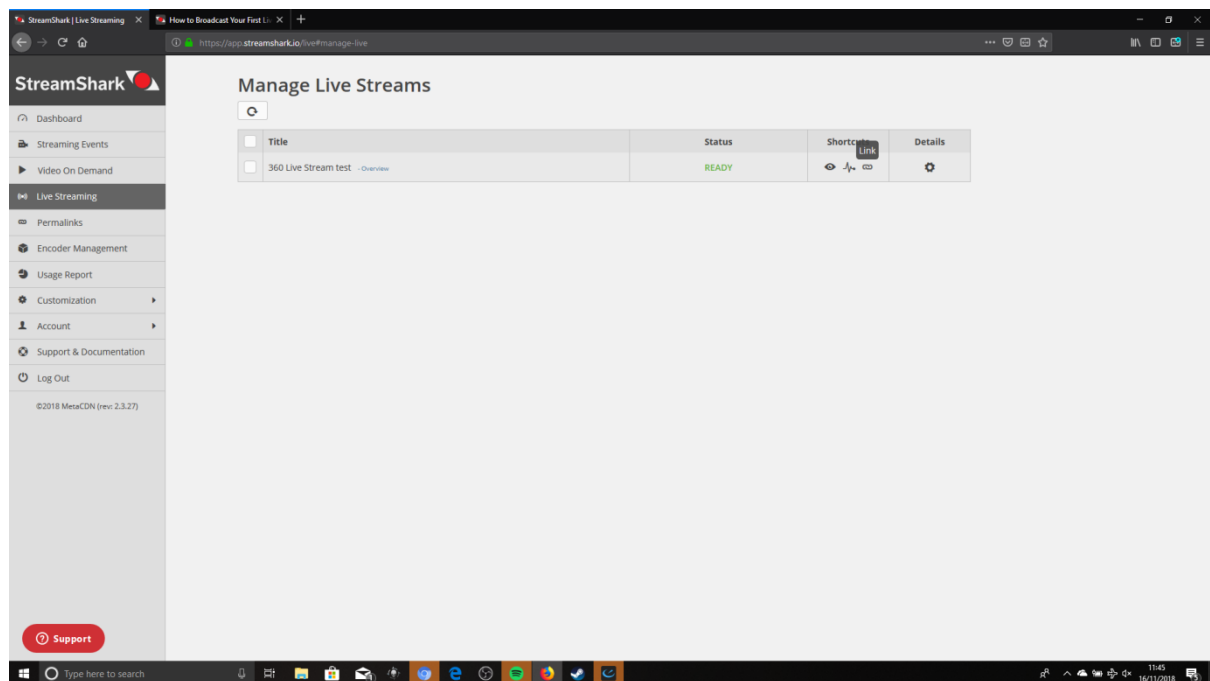 StreamShark | Live Streaming
How to Broadcast Your First Li
https://app.streamshark.io/live#manage-live
StreamShark
Dashboard
Streaming Events
Video On Demand
Live Streaming
Permalinks
Encoder Management
Usage Report
Customization
Account
Support & Documentation
Log Out
©2018 MetaCDN (rev: 2.3.27)
Manage Live Streams
Title Status Shortcuts Details
Link
360 Live Stream test - Overview READY
Support
Type here to search
11:45
16/11/2018